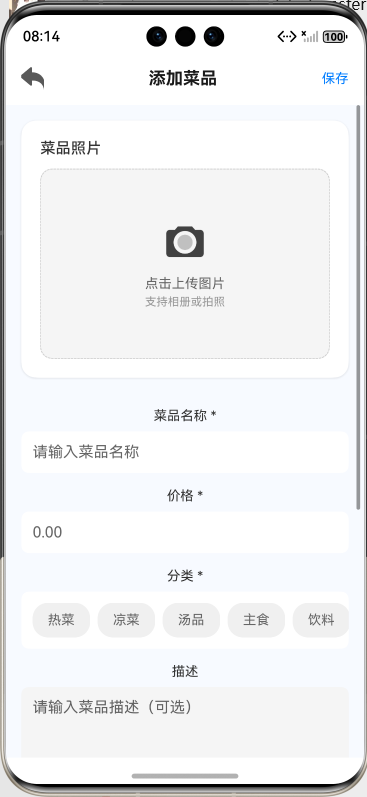 08:14
100
添加菜品
保存
菜品照片
点击上传图片
支持相册或拍照
菜品名称 *
请输入菜品名称
价格 *
0.00
分类 *
热菜 凉菜 汤品 主食 饮料
描述
请输入菜品描述（可选）